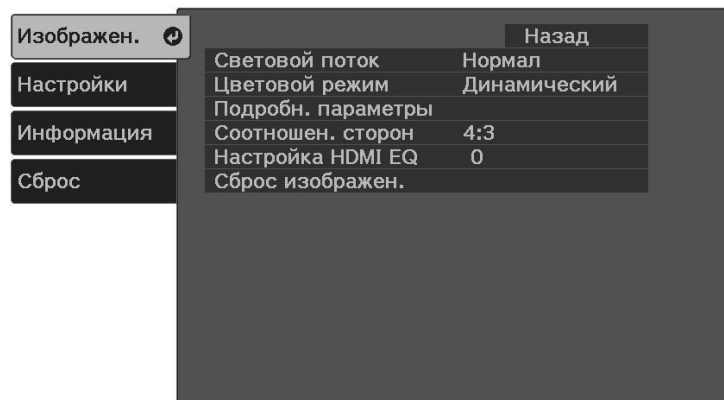 Изображен.
Настройки
Информация
Сброс
Назад
Световой поток Нормал
Цветовой режим Динамический
Подробн. параметры
Соотношен. сторон 4:3
Настройка HDMI EQ 0
Сброс изображен.